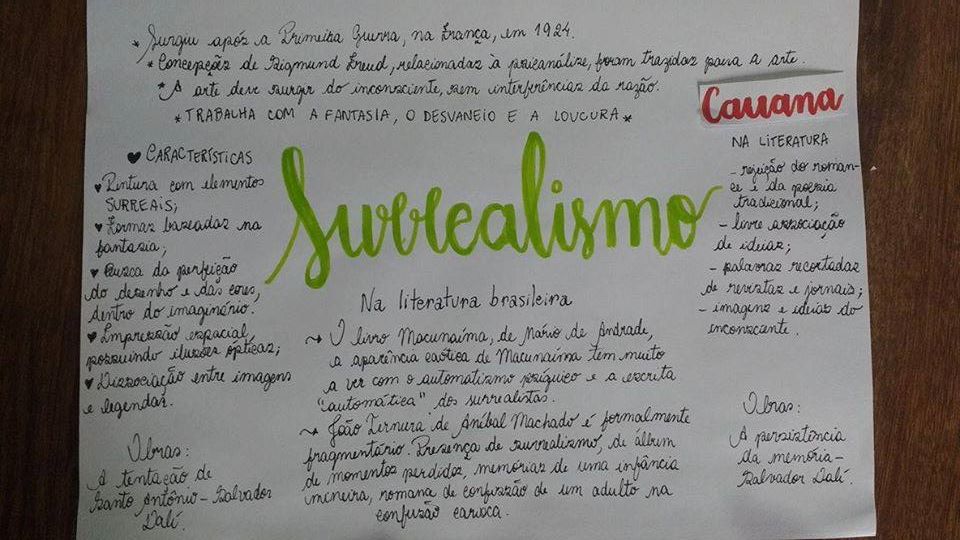 * Surgiu após a Primeira Guerra, na França, em 1924.
* Concepções de Sigmund Freud, relacionadas à psicanálise, foram trazidas para a arte.
* A arte deve surgir do inconsciente, sem interferências da razão.
* TRABALHA COM A FANTASIA, O DESVANEIO E A LOUCURA *
Cauana
♥ CARACTERÍSTICAS
♥ Pintura com elementos
SURREAIS;
♥ Formas baseadas na
fantasia;
♥ Busca da perfeição
do desenho e das cores,
dentro do imaginário.
♥ Impressão espacial,
possuindo ilusões ópticas;
♥ Dissociação entre imagens
e legendas.
Obras:
A tentação de
Santo Antônio - Salvador
Dalí.
Surrealismo
Na literatura brasileira
→ O livro Macunaíma, de Mário de Andrade,
a aparência caótica de Macunaíma tem muito
a ver com o automatismo psíquico e a escrita
"automática" dos surrealistas.
→ João Ternura de Aníbal Machado é formalmente
fragmentário. Presença de surrealismo, de álbum
de momentos perdidos, memórias de uma infância
mineira, romana de confussão de um adulto na
confusão carioca.
NA LITERATURA
- rejeição do roman-
ce e da poesia
tradicional;
- livre associação
de ideias;
- palavras recortadas
de revistas e jornais;
- imagens e ideias do
inconsciente.
Obras:
A persistência
da memória -
Salvador Dalí.